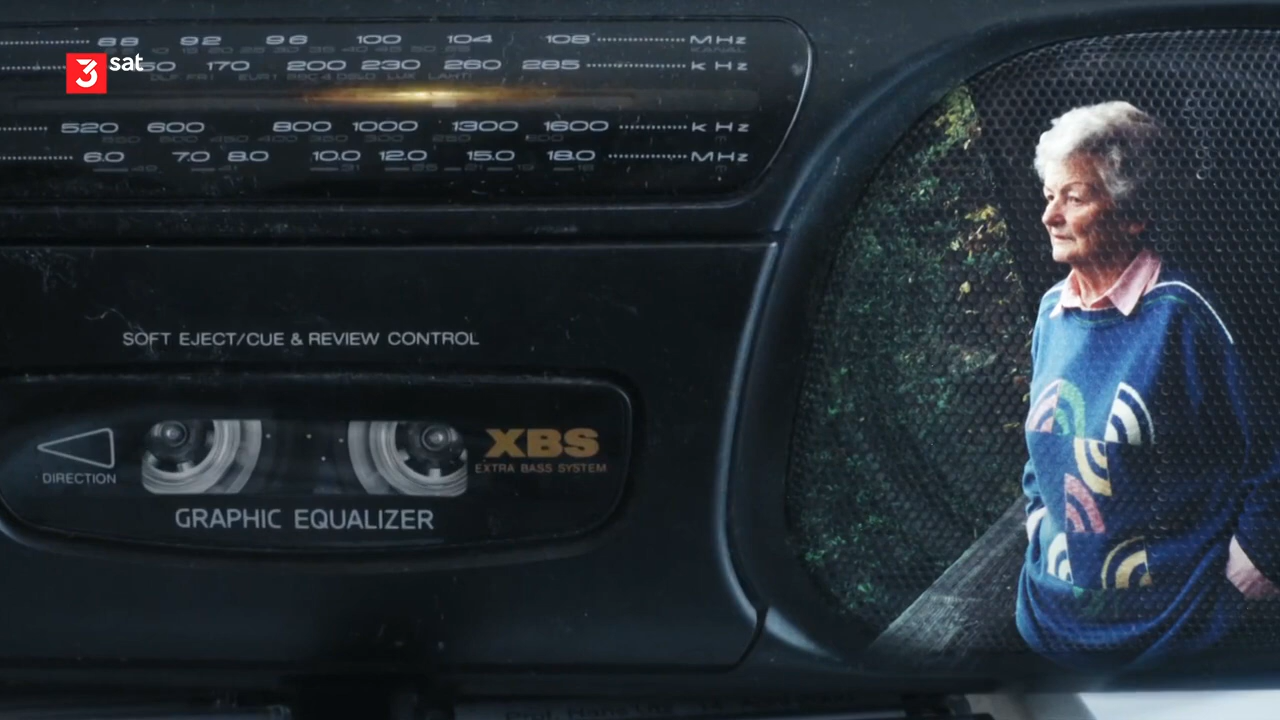 88 92 96 100 104 108 MHz
KANAL
3sat
150 170 200 230 260 285 kHz
520 600 800 1000 1300 1600 kHz
6.0 7.0 8.0 10.0 12.0 15.0 18.0 MHz
SOFT EJECT/CUE & REVIEW CONTROL
XBS
EXTRA BASS SYSTEM
DIRECTION
GRAPHIC EQUALIZER